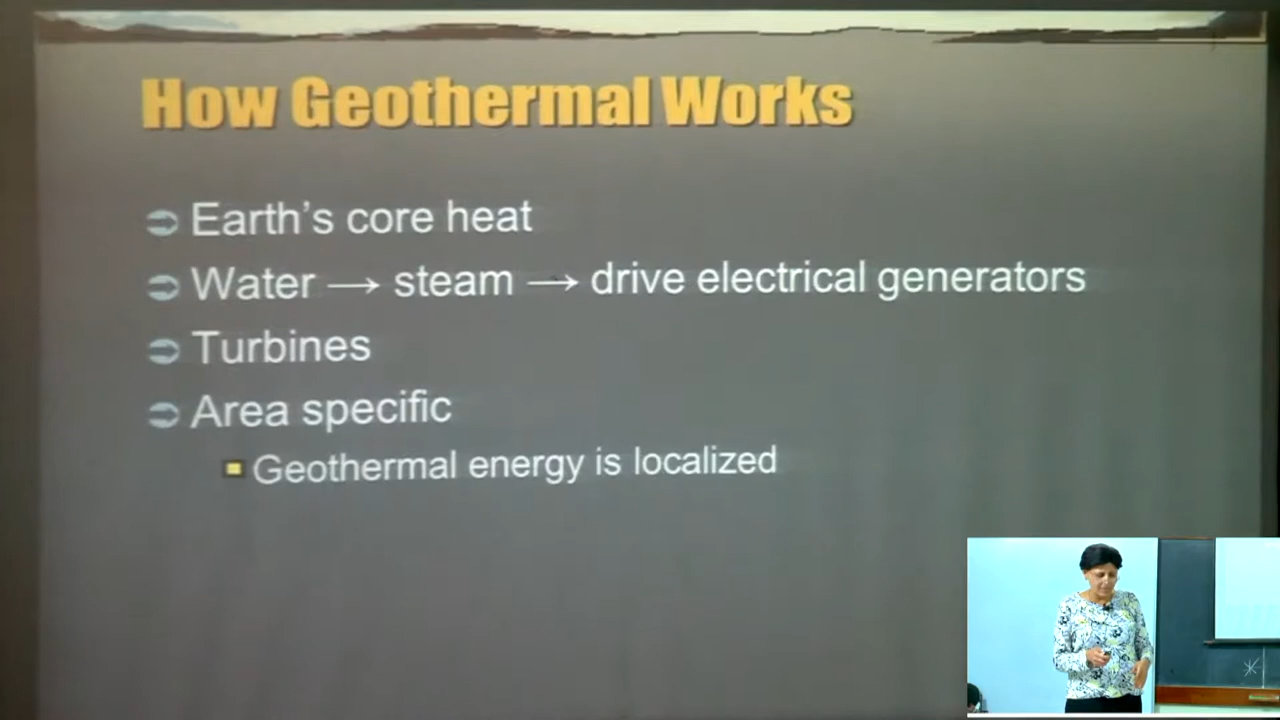 How Geothermal Works
Earth's core heat
Water → steam → drive electrical generators
Turbines
Area specific
Geothermal energy is localized